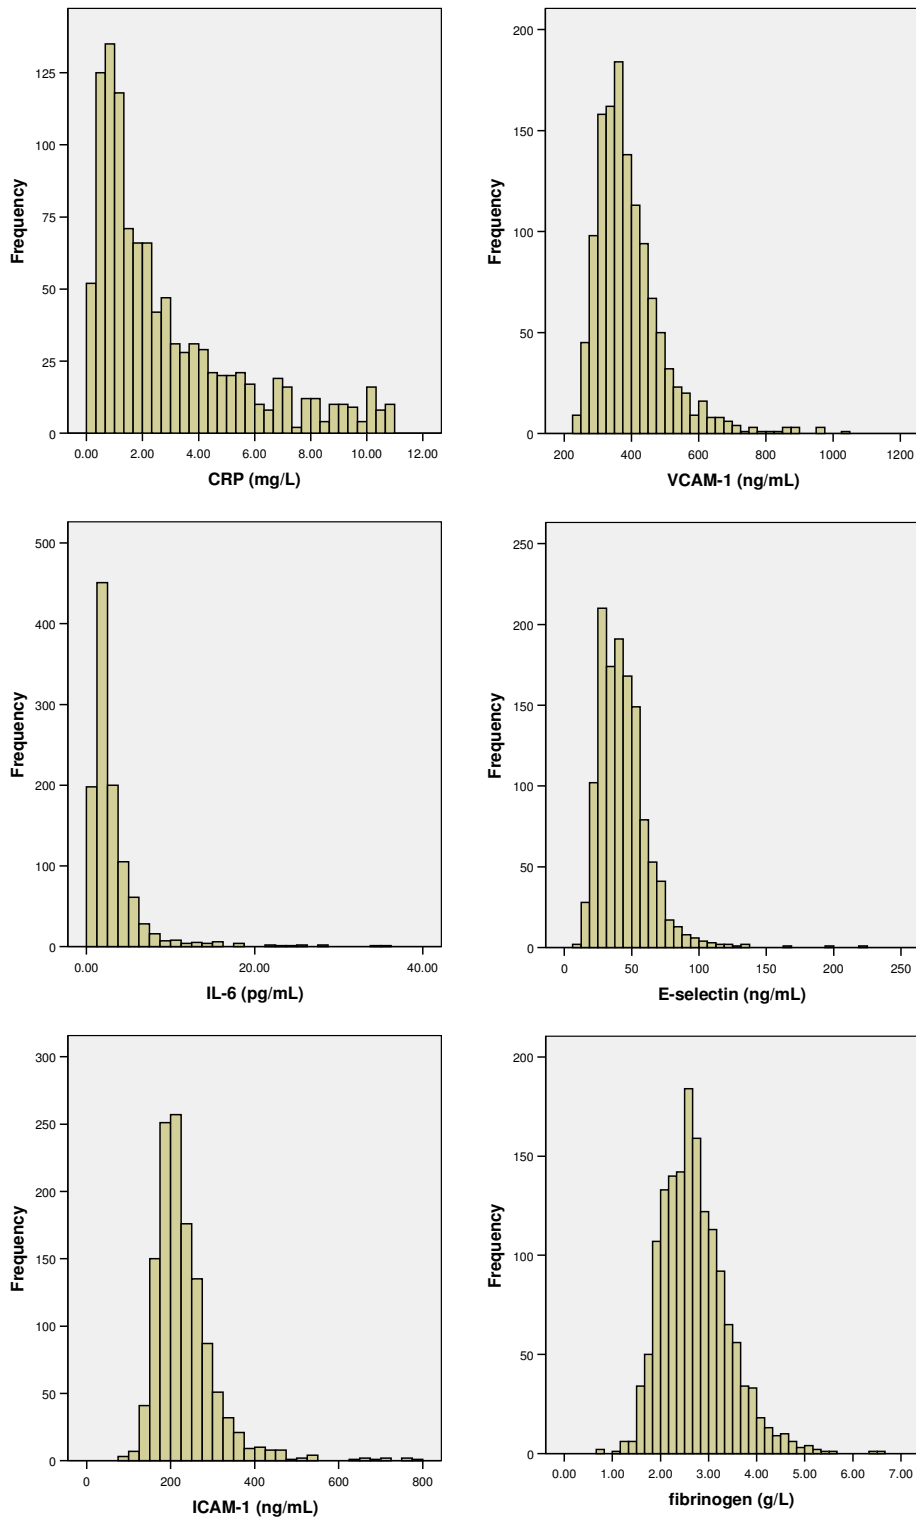 125
100
75
50
25
0
Frequency
0.00 2.00 4.00 6.00 8.00 10.00 12.00
CRP (mg/L)
200
150
100
50
0
Frequency
200 400 600 800 1000 1200
VCAM-1 (ng/mL)
500
400
300
200
100
0
Frequency
0.00 20.00 40.00
IL-6 (pg/mL)
250
200
150
100
50
0
Frequency
0 50 100 150 200 250
E-selectin (ng/mL)
300
250
200
150
100
50
0
Frequency
0 200 400 600 800
ICAM-1 (ng/mL)
200
150
100
50
0
Frequency
0.00 1.00 2.00 3.00 4.00 5.00 6.00 7.00
fibrinogen (g/L)